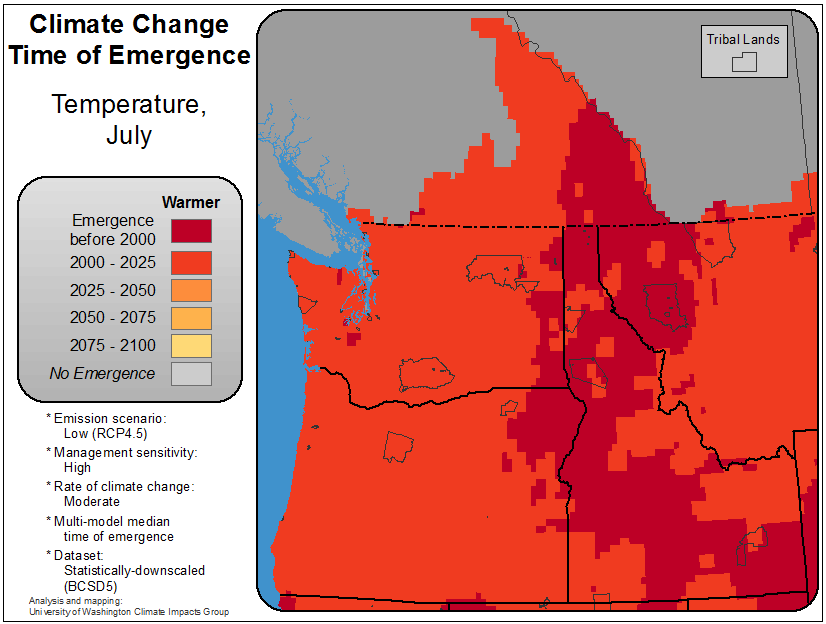 Climate Change
Time of Emergence
Temperature,
July
Warmer
Emergence
before 2000
2000 - 2025
2025 - 2050
2050 - 2075
2075 - 2100
No Emergence
* Emission scenario:
Low (RCP4.5)
* Management sensitivity:
High
* Rate of climate change:
Moderate
* Multi-model median
time of emergence
* Dataset:
Statistically-downscaled
(BCSD5)
Analysis and mapping:
University of Washington Climate Impacts Group
Tribal Lands